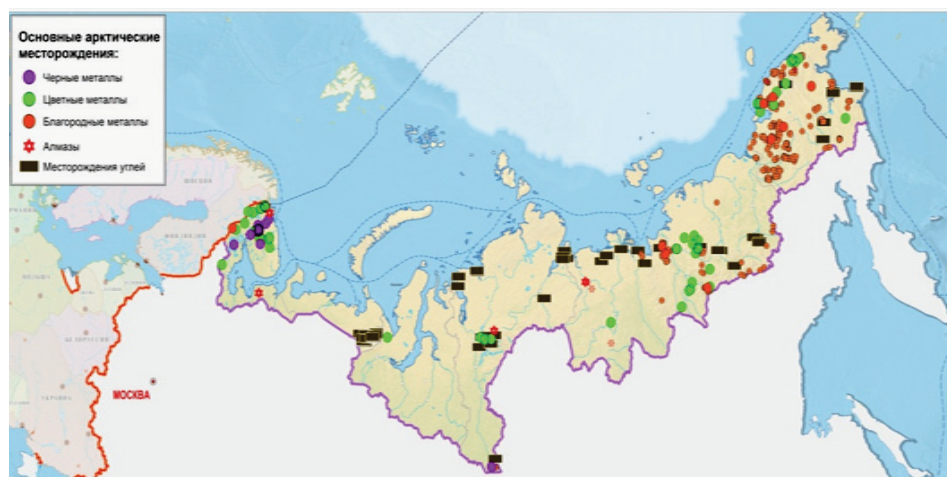 Основные арктические
месторождения:
Черные металлы
Цветные металлы
Благородные металлы
Алмазы
Месторождения углей
МОСКВА